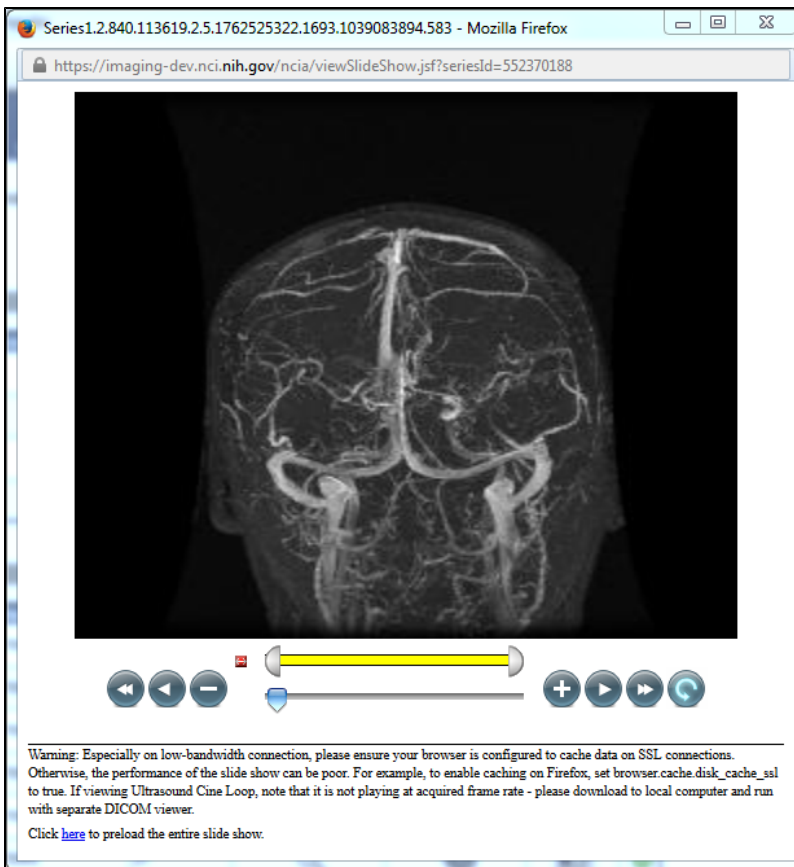 Series1.2.840.113619.2.5.1762525322.1693.1039083894.583 - Mozilla Firefox
https://imaging-dev.nci.nih.gov/ncia/viewSlideShow.jsf?seriesId=552370188
Warning: Especially on low-bandwidth connection, please ensure your browser is configured to cache data on SSL connections.
Otherwise, the performance of the slide show can be poor. For example, to enable caching on Firefox, set browser.cache.disk_cache_ssl
to true. If viewing Ultrasound Cine Loop, note that it is not playing at acquired frame rate - please download to local computer and run
with separate DICOM viewer.
Click here to preload the entire slide show.